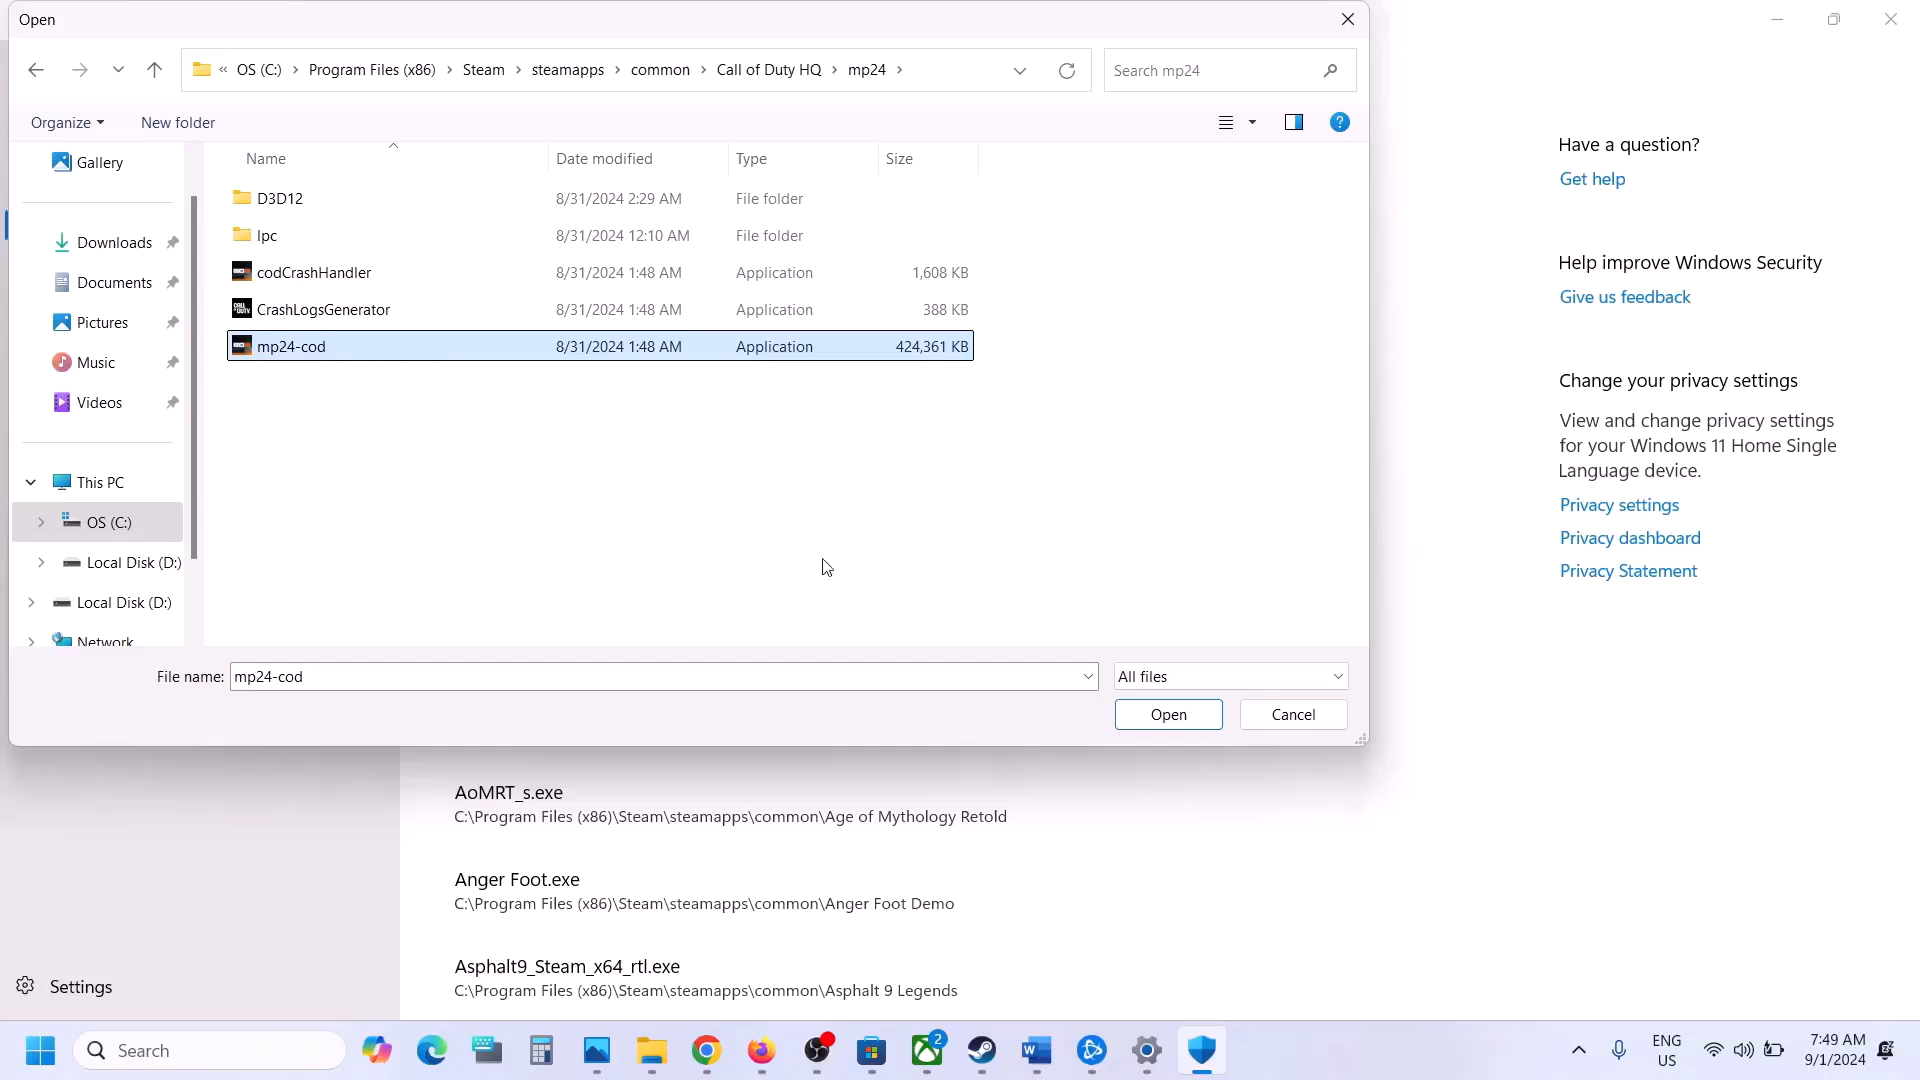 Open
« OS (C:) › Program Files (x86) › Steam › steamapps › common › Call of Duty HQ › mp24 ›
Search mp24
Organize
New folder
Gallery
Downloads
Documents
Pictures
Music
Videos
This PC
OS (C:)
Local Disk (D:)
Local Disk (D:)
Network
Name
Date modified
Type
Size
D3D12 8/31/2024 2:29 AM File folder
Ipc 8/31/2024 12:10 AM File folder
codCrashHandler 8/31/2024 1:48 AM Application 1,608 KB
CrashLogsGenerator 8/31/2024 1:48 AM Application 388 KB
mp24-cod 8/31/2024 1:48 AM Application 424,361 KB
File name: mp24-cod
All files
Open
Cancel
Have a question?
Get help
Help improve Windows Security
Give us feedback
Change your privacy settings
View and change privacy settings
for your Windows 11 Home Single
Language device.
Privacy settings
Privacy dashboard
Privacy Statement
AoMRT_s.exe
C:\Program Files (x86)\Steam\steamapps\common\Age of Mythology Retold
Anger Foot.exe
C:\Program Files (x86)\Steam\steamapps\common\Anger Foot Demo
Asphalt9_Steam_x64_rtl.exe
C:\Program Files (x86)\Steam\steamapps\common\Asphalt 9 Legends
Settings
Search
2
ENG
US
7:49 AM
9/1/2024